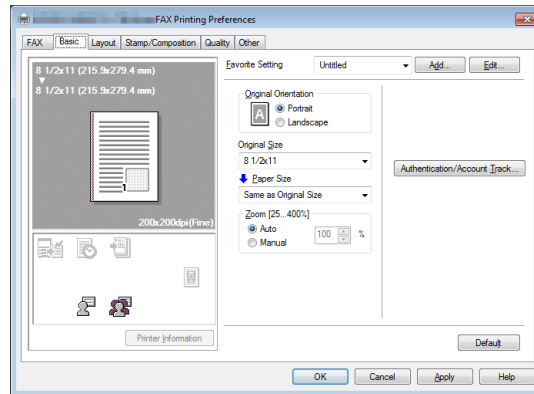 FAX Printing Preferences
FAX Basic Layout Stamp/Composition Quality Other
8 1/2x11 (215.9x279.4 mm)
8 1/2x11 (215.9x279.4 mm)
1
200x200dpi(Fine)
Printer Information
Favorite Setting Untitled Add... Edit...
Original Orientation
A
Portrait
Landscape
Original Size
8 1/2x11
Paper Size
Same as Original Size
Zoom [25...400%]
Auto
Manual
100 %
Authentication/Account Track...
Default
OK Cancel Apply Help